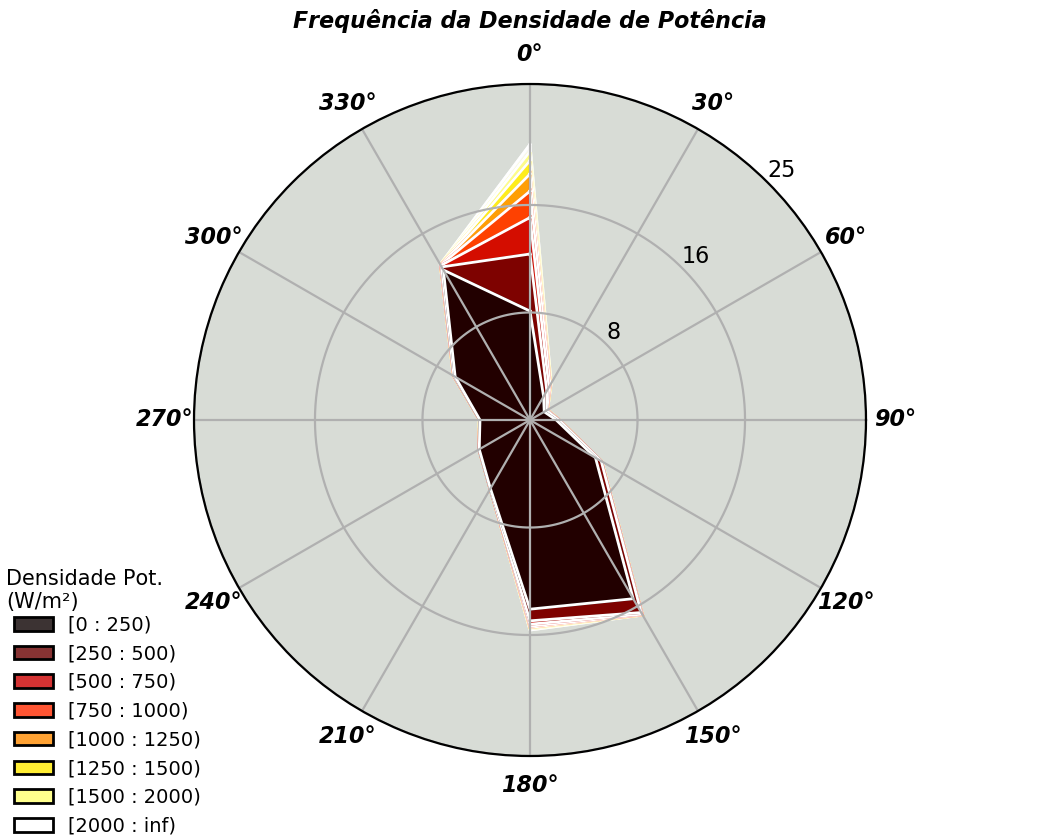 Frequência da Densidade de Potência
0°
330°
30°
25
300°
60°
16
8
270°
90°
240°
120°
210°
150°
180°
Densidade Pot.
(W/m²)
[0 : 250)
[250 : 500)
[500 : 750)
[750 : 1000)
[1000 : 1250)
[1250 : 1500)
[1500 : 2000)
[2000 : inf)